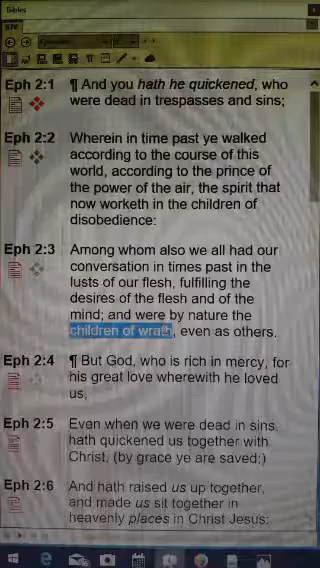 Bibles
KJV
Eph 2:1 ¶ And you hath he quickened, who
were dead in trespasses and sins;
Eph 2:2 Wherein in time past ye walked
according to the course of this
world, according to the prince of
the power of the air, the spirit that
now worketh in the children of
disobedience:
Eph 2:3 Among whom also we all had our
conversation in times past in the
lusts of our flesh, fulfilling the
desires of the flesh and of the
mind; and were by nature the
children of wrath, even as others.
Eph 2:4 ¶ But God, who is rich in mercy, for
his great love wherewith he loved
us,
Eph 2:5 Even when we were dead in sins,
hath quickened us together with
Christ, (by grace ye are saved;)
Eph 2:6 And hath raised us up together,
and made us sit together in
heavenly places in Christ Jesus: